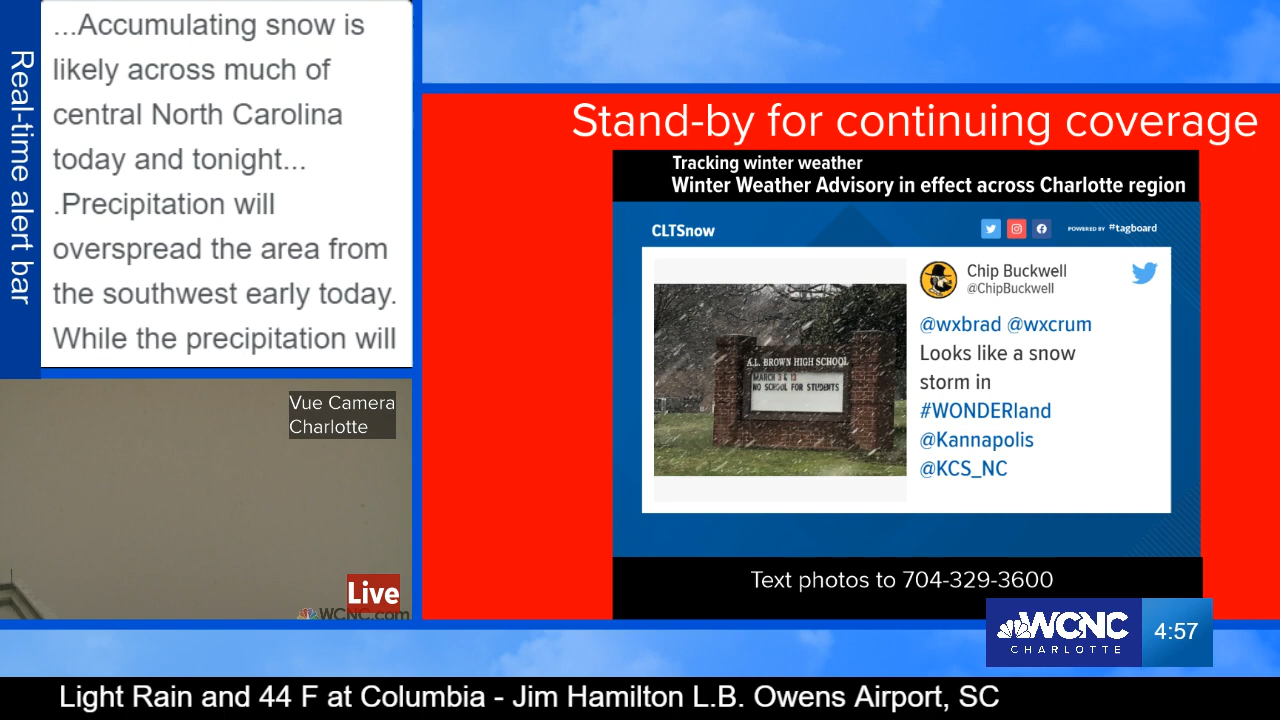 Real-time alert bar
...Accumulating snow is
likely across much of
central North Carolina
today and tonight...
.Precipitation will
overspread the area from
the southwest early today.
While the precipitation will
Vue Camera
Charlotte
Live
WCNC.com
Stand-by for continuing coverage
Tracking winter weather
Winter Weather Advisory in effect across Charlotte region
CLTSnow
POWERED BY #tagboard
A.L. BROWN HIGH SCHOOL
MARCH 3 & 13
NO SCHOOL FOR STUDENTS
Chip Buckwell
@ChipBuckwell
@wxbrad @wxcrum
Looks like a snow
storm in
#WONDERland
@Kannapolis
@KCS_NC
Text photos to 704-329-3600
WCNC
CHARLOTTE
4:57
Light Rain and 44 F at Columbia - Jim Hamilton L.B. Owens Airport, SC